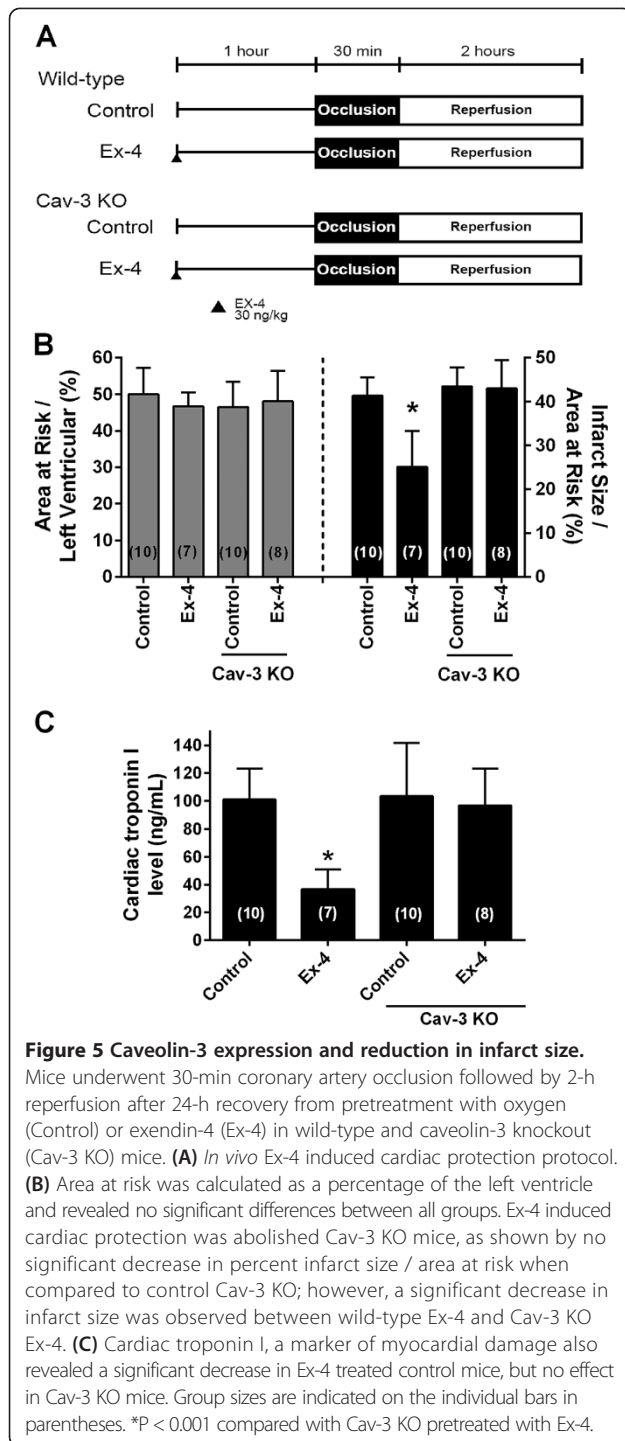 A
1 hour 30 min 2 hours
Wild-type
Control Occlusion Reperfusion
Ex-4 Occlusion Reperfusion
Cav-3 KO
Control Occlusion Reperfusion
Ex-4 Occlusion Reperfusion
EX-4
30 ng/kg
B
Area at Risk /
Left Ventricular (%)
60
50
40
30
20
10
0
(10) (7) (10) (8)
Control Ex-4 Control Ex-4
Cav-3 KO
*
(10) (7) (10) (8)
Control Ex-4 Control Ex-4
Cav-3 KO
50
40
30
20
10
0
Infarct Size /
Area at Risk (%)
C
Cardiac troponin I
level (ng/mL)
140
120
100
80
60
40
20
0
*
(10) (7) (10) (8)
Control Ex-4 Control Ex-4
Cav-3 KO
Figure 5 Caveolin-3 expression and reduction in infarct size.
Mice underwent 30-min coronary artery occlusion followed by 2-h
reperfusion after 24-h recovery from pretreatment with oxygen
(Control) or exendin-4 (Ex-4) in wild-type and caveolin-3 knockout
(Cav-3 KO) mice. (A) In vivo Ex-4 induced cardiac protection protocol.
(B) Area at risk was calculated as a percentage of the left ventricle
and revealed no significant differences between all groups. Ex-4 induced
cardiac protection was abolished Cav-3 KO mice, as shown by no
significant decrease in percent infarct size / area at risk when
compared to control Cav-3 KO; however, a significant decrease in
infarct size was observed between wild-type Ex-4 and Cav-3 KO
Ex-4. (C) Cardiac troponin I, a marker of myocardial damage also
revealed a significant decrease in Ex-4 treated control mice, but no effect
in Cav-3 KO mice. Group sizes are indicated on the individual bars in
parentheses. *P < 0.001 compared with Cav-3 KO pretreated with Ex-4.